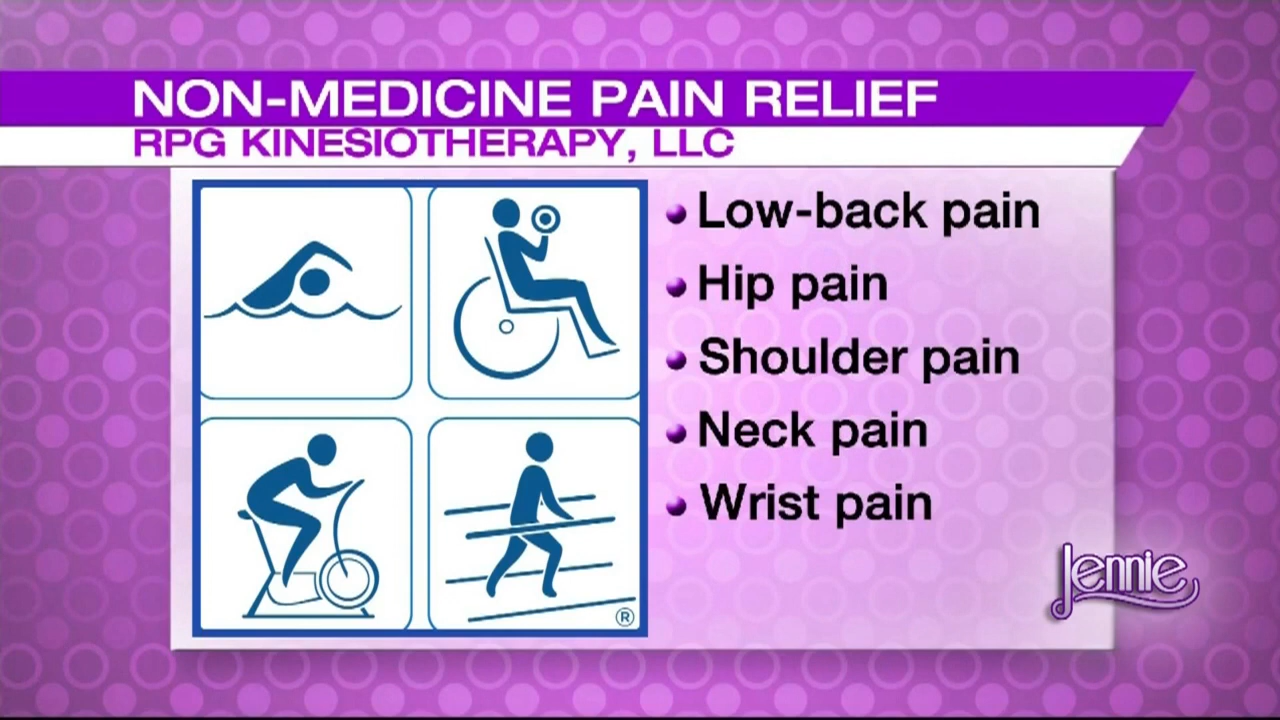 NON-MEDICINE PAIN RELIEF
RPG KINESIOTHERAPY, LLC
Low-back pain
Hip pain
Shoulder pain
Neck pain
Wrist pain
®
Jennie